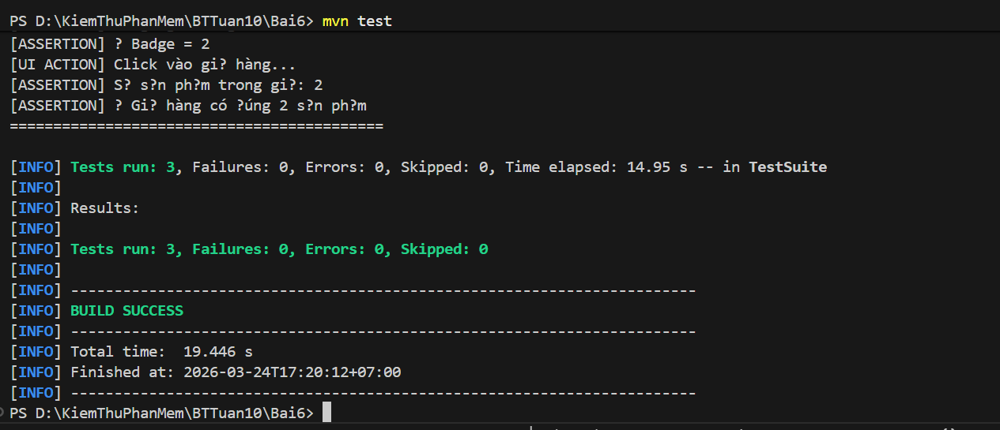 PS D:\KiemThuPhanMem\BTTuan10\Bai6> mvn test
[ASSERTION] ? Badge = 2
[UI ACTION] Click vào gi? hàng...
[ASSERTION] S? s?n ph?m trong gi?: 2
[ASSERTION] ? Gi? hàng có ?úng 2 s?n ph?m
===========================================
[INFO] Tests run: 3, Failures: 0, Errors: 0, Skipped: 0, Time elapsed: 14.95 s -- in TestSuite
[INFO]
[INFO] Results:
[INFO]
[INFO] Tests run: 3, Failures: 0, Errors: 0, Skipped: 0
[INFO]
[INFO] ------------------------------------------------------------------------
[INFO] BUILD SUCCESS
[INFO] ------------------------------------------------------------------------
[INFO] Total time:  19.446 s
[INFO] Finished at: 2026-03-24T17:20:12+07:00
[INFO] ------------------------------------------------------------------------
PS D:\KiemThuPhanMem\BTTuan10\Bai6>